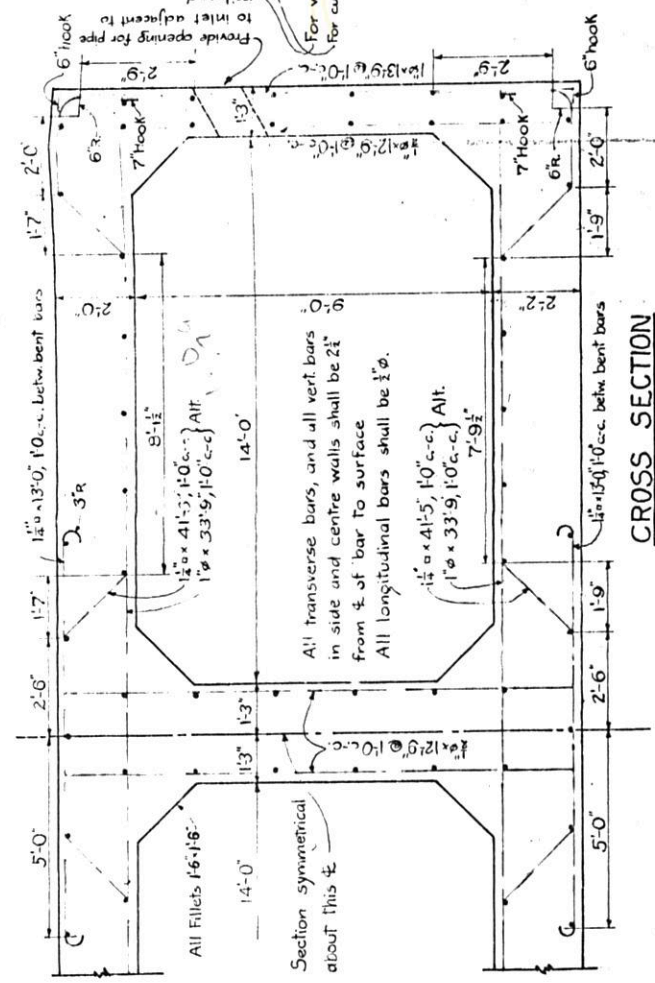 6" hook
2'-9"
Provide opening for pipe
to inlet adjacent to
For
For
1"φ×13'-9" @ 1'-0" c.-c.
2'-9"
6" hook
2'-0"
6"R.
7" Hook
1'-3"
½"φ×12'-9" @ 1'-0" c.-c.
7" Hook
6"R.
2'-0"
1'-7"
1'-9"
2'-0"
9'-0"
2'-2"
1¼"□×13'-0", 1'-0" c.-c. betw. bent bars
3"R
8'-1½"
1¼"□×41'-5", 1'-0" c.-c.
1"φ×33'-9", 1'-0" c.-c.
} Alt.
14'-0"
All transverse bars, and all vert. bars
in side and centre walls shall be 2½"
from ℄ of bar to surface
All longitudinal bars shall be ½"φ.
1¼"□×41'-5", 1'-0" c.-c.
1"φ×33'-9", 1'-0" c.-c.
} Alt.
7'-9½"
1¼"□×13'-0", 1'-0" c.-c. betw. bent bars
1'-7"
1'-9"
2'-6"
1'-3"
1'-3"
½"φ×12'-9" @ 1'-0" c.-c.
2'-6"
5'-0"
All Fillets 1'-6"×1'-6"
14'-0"
Section symmetrical
about this ℄
5'-0"
CROSS SECTION